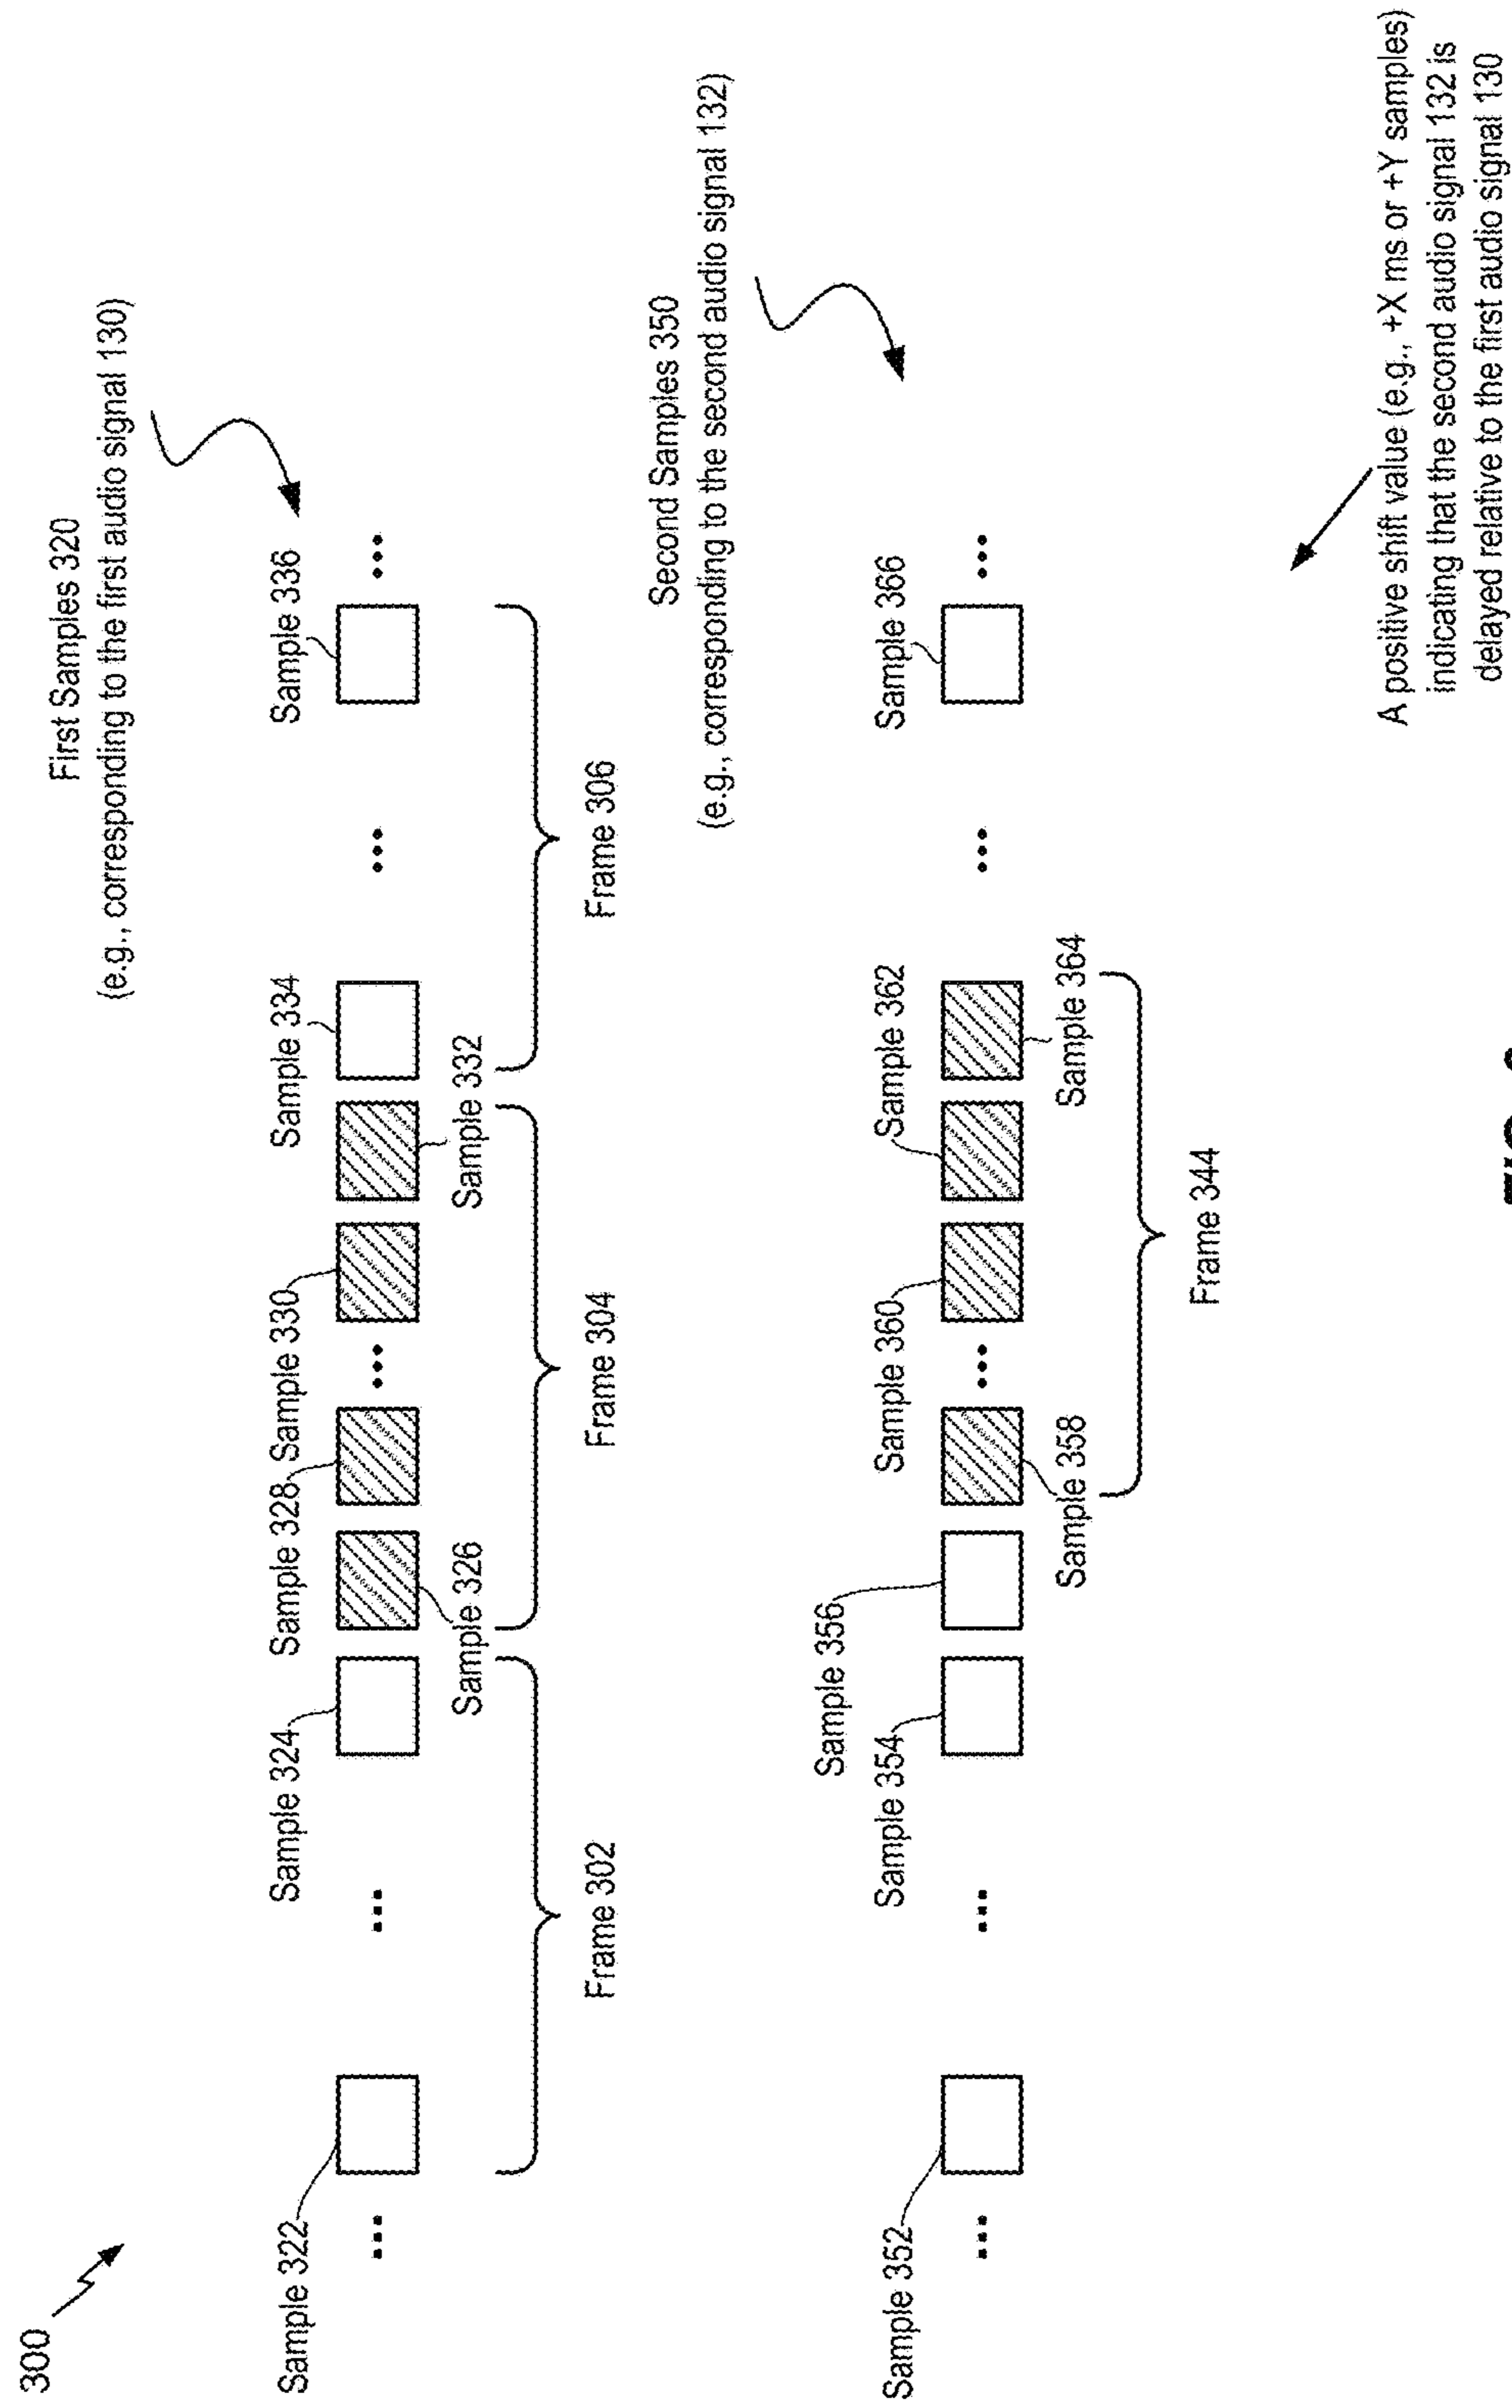 300
First Samples 320
(e.g., corresponding to the first audio signal 130)
Sample 322
Sample 324
Sample 328
Sample 330
Sample 334
Sample 336
Sample 326
Sample 332
Frame 302
Frame 304
Frame 306
Second Samples 350
(e.g., corresponding to the second audio signal 132)
Sample 356
Sample 352
Sample 354
Sample 360
Sample 362
Sample 366
Sample 358
Sample 364
Frame 344
A positive shift value (e.g., +X ms or +Y samples)
indicating that the second audio signal 132 is
delayed relative to the first audio signal 130